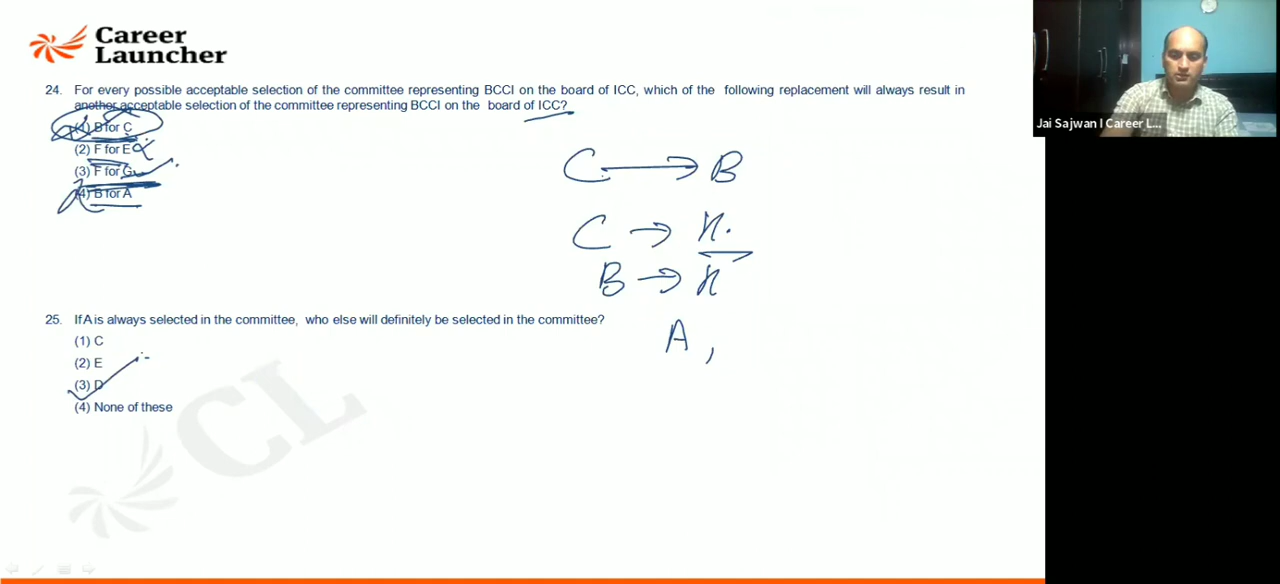 Career
Launcher
24. For every possible acceptable selection of the committee representing BCCI on the board of ICC, which of the following replacement will always result in
another acceptable selection of the committee representing BCCI on the board of ICC?
(1) B for C
(2) F for E
(3) F for G
(4) B for A
C → B
C →
B →
A ,
25. If A is always selected in the committee, who else will definitely be selected in the committee?
(1) C
(2) E
(3) D
(4) None of these
CL
Jai Sajwan I Career L...